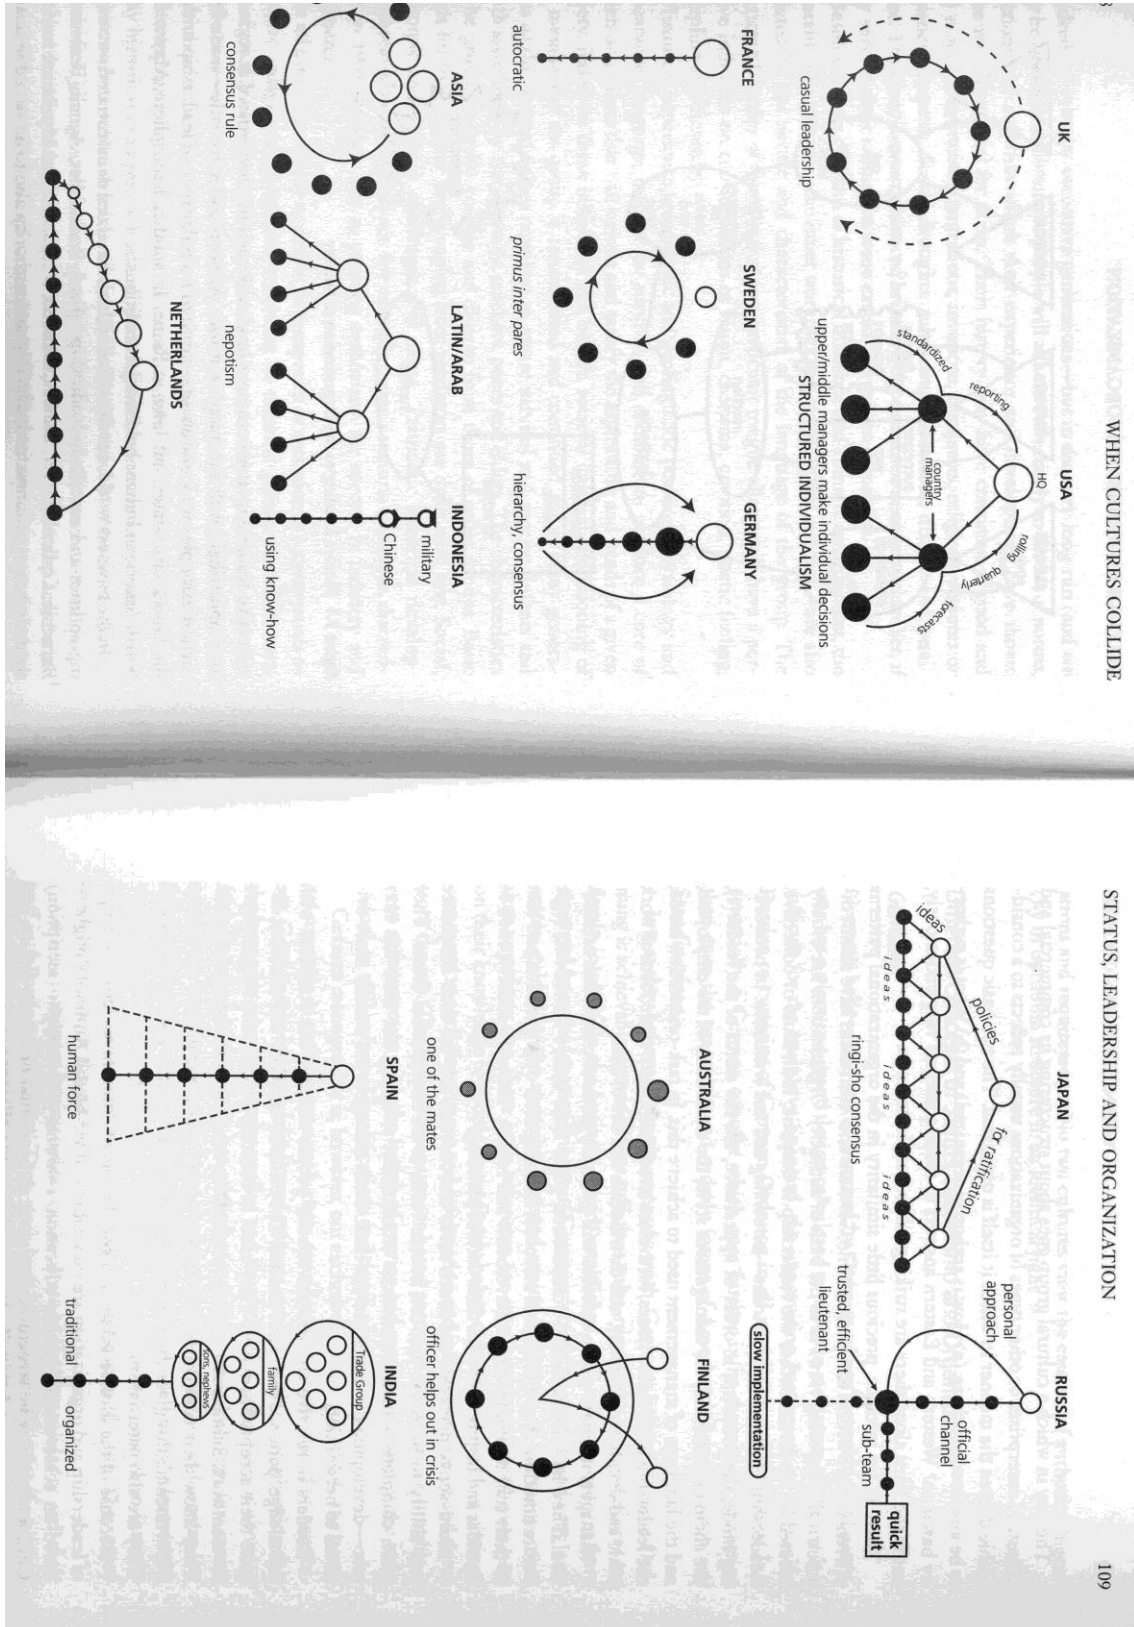 8
WHEN CULTURES COLLIDE
UK
casual leadership
USA
HQ
standardized
reporting
country
managers
rolling
quarterly
forecasts
upper/middle managers make individual decisions
STRUCTURED INDIVIDUALISM
FRANCE
autocratic
SWEDEN
primus inter pares
GERMANY
hierarchy, consensus
ASIA
consensus rule
LATIN/ARAB
nepotism
INDONESIA
military
Chinese
using know-how
NETHERLANDS
STATUS, LEADERSHIP AND ORGANIZATION
109
JAPAN
policies
for ratification
ideas
ideas
ideas
ideas
ringi-sho consensus
RUSSIA
personal
approach
official
channel
trusted, efficient
lieutenant
sub-team
quick
result
slow implementation
AUSTRALIA
one of the mates
FINLAND
officer helps out in crisis
SPAIN
human force
INDIA
Trade Group
family
sons, nephews
traditional
organized